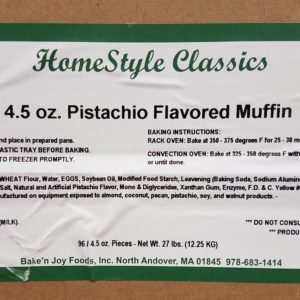 HomeStyle Classics
4.5 oz. Pistachio Flavored Muffin
BAKING INSTRUCTIONS:
nd place in prepared pans.
RACK OVEN: Bake at 350 - 375 degrees F for 25 - 30 m
ASTIC TRAY BEFORE BAKING.
TO FREEZER PROMPTLY.
CONVECTION OVEN: Bake at 325 - 350 degrees F
or until done.
WHEAT Flour, Water, EGGS, Soybean Oil, Modified Food Starch, Leavening (Baking Soda, Sodium Alumin
Salt, Natural and Artificial Pistachio Flavor, Mono & Diglycerides, Xanthan Gum, Enzyme, F.D. & C. Yellow #
nufactured on equipment exposed to almond, coconut, pecan, pistachio, soy, and walnut products. -
(MILK).
*** DO NOT CONSU
*** PRODU
96 / 4.5 oz. Pieces - Net Wt. 27 lbs. (12.25 KG)
Bake'n Joy Foods, Inc. North Andover, MA 01845 978-683-1414